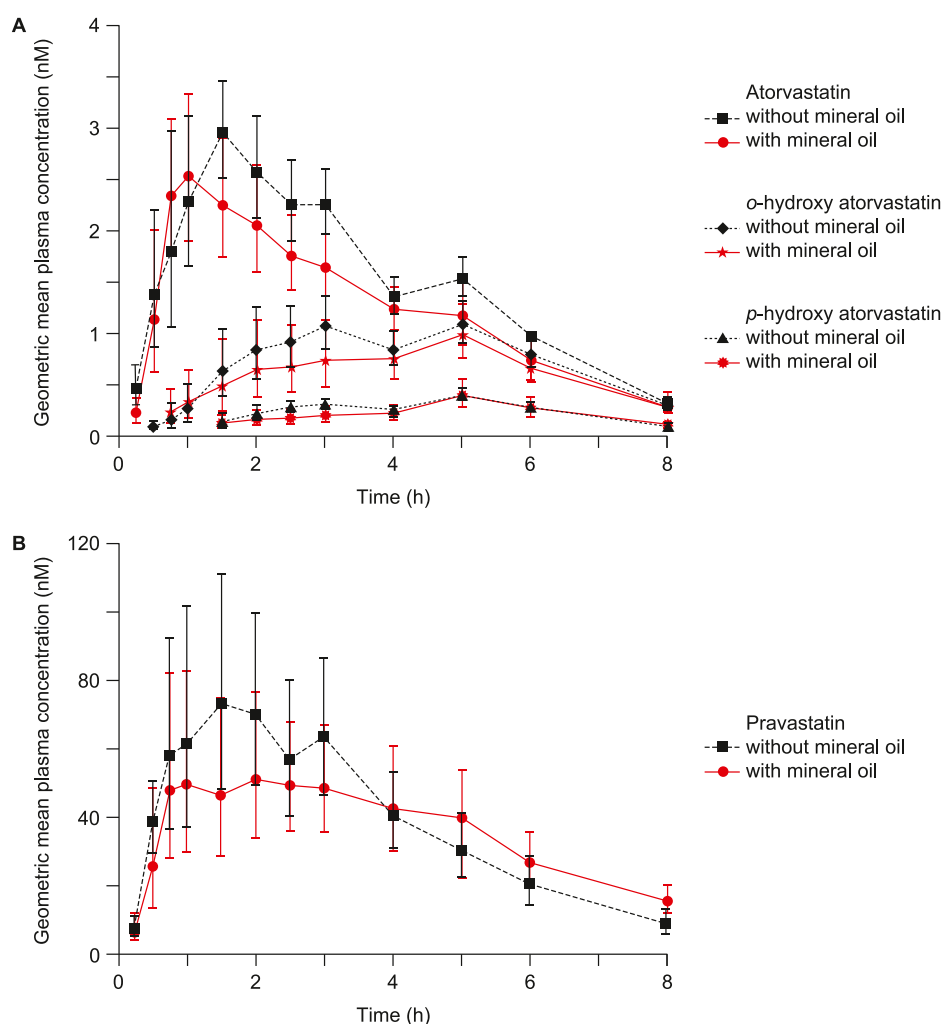 A
Geometric mean plasma concentration (nM)
4
3
2
1
0
0
2
4
6
8
Time (h)
Atorvastatin
without mineral oil
with mineral oil
o-hydroxy atorvastatin
without mineral oil
with mineral oil
p-hydroxy atorvastatin
without mineral oil
with mineral oil
B
Geometric mean plasma concentration (nM)
120
80
40
0
0
2
4
6
8
Time (h)
Pravastatin
without mineral oil
with mineral oil